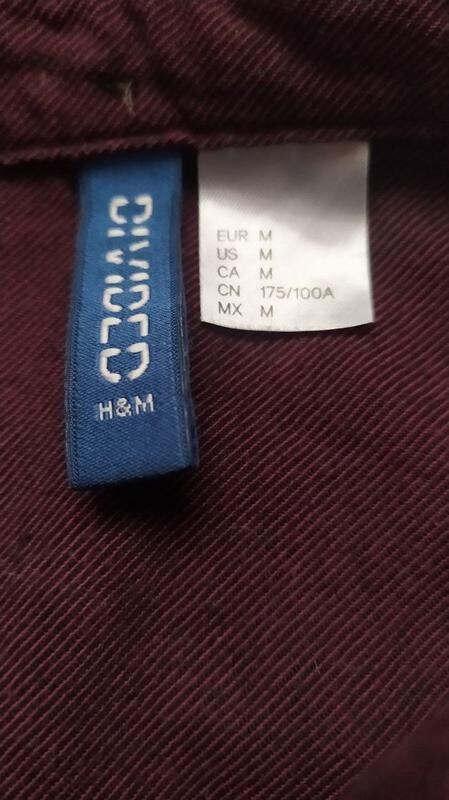 DIVIDED
H&M
EUR M
US M
CA M
CN 175/100A
MX M